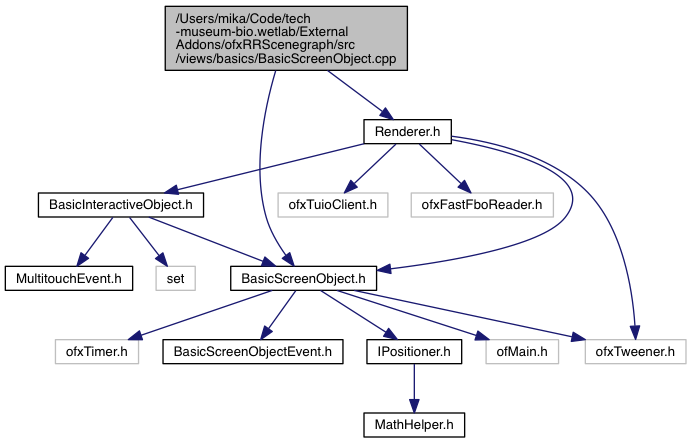 /Users/mika/Code/tech
-museum-bio.wetlab/External
Addons/ofxRRScenegraph/src
/views/basics/BasicScreenObject.cpp
Renderer.h
BasicInteractiveObject.h
ofxTuioClient.h
ofxFastFboReader.h
MultitouchEvent.h
set
BasicScreenObject.h
ofxTimer.h
BasicScreenObjectEvent.h
IPositioner.h
ofMain.h
ofxTweener.h
MathHelper.h